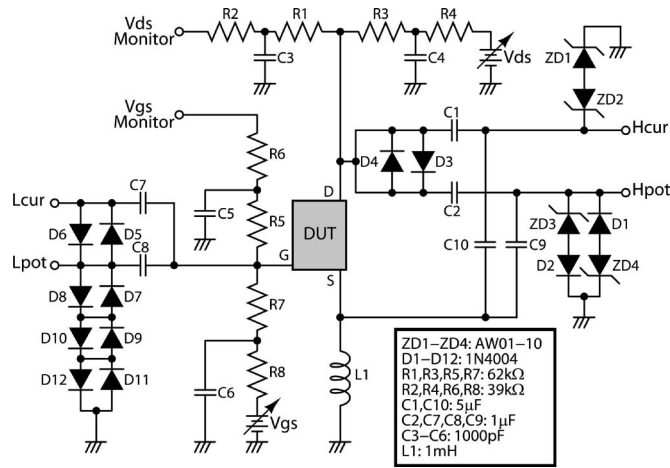 Vds
Monitor
R2
R1
R3
R4
C3
C4
Vds
ZD1
ZD2
Vgs
Monitor
R6
C1
Hcur
D4
D3
Lcur
C7
C5
R5
D
DUT
C2
Hpot
D6
D5
C8
C10
C9
ZD3
D1
Lpot
G
S
D2
ZD4
D8
D7
R7
D10
D9
D12
D11
C6
R8
L1
Vgs
ZD1–ZD4: AW01–10
D1–D12: 1N4004
R1,R3,R5,R7: 62kΩ
R2,R4,R6,R8: 39kΩ
C1,C10: 5μF
C2,C7,C8,C9: 1μF
C3–C6: 1000pF
L1: 1mH